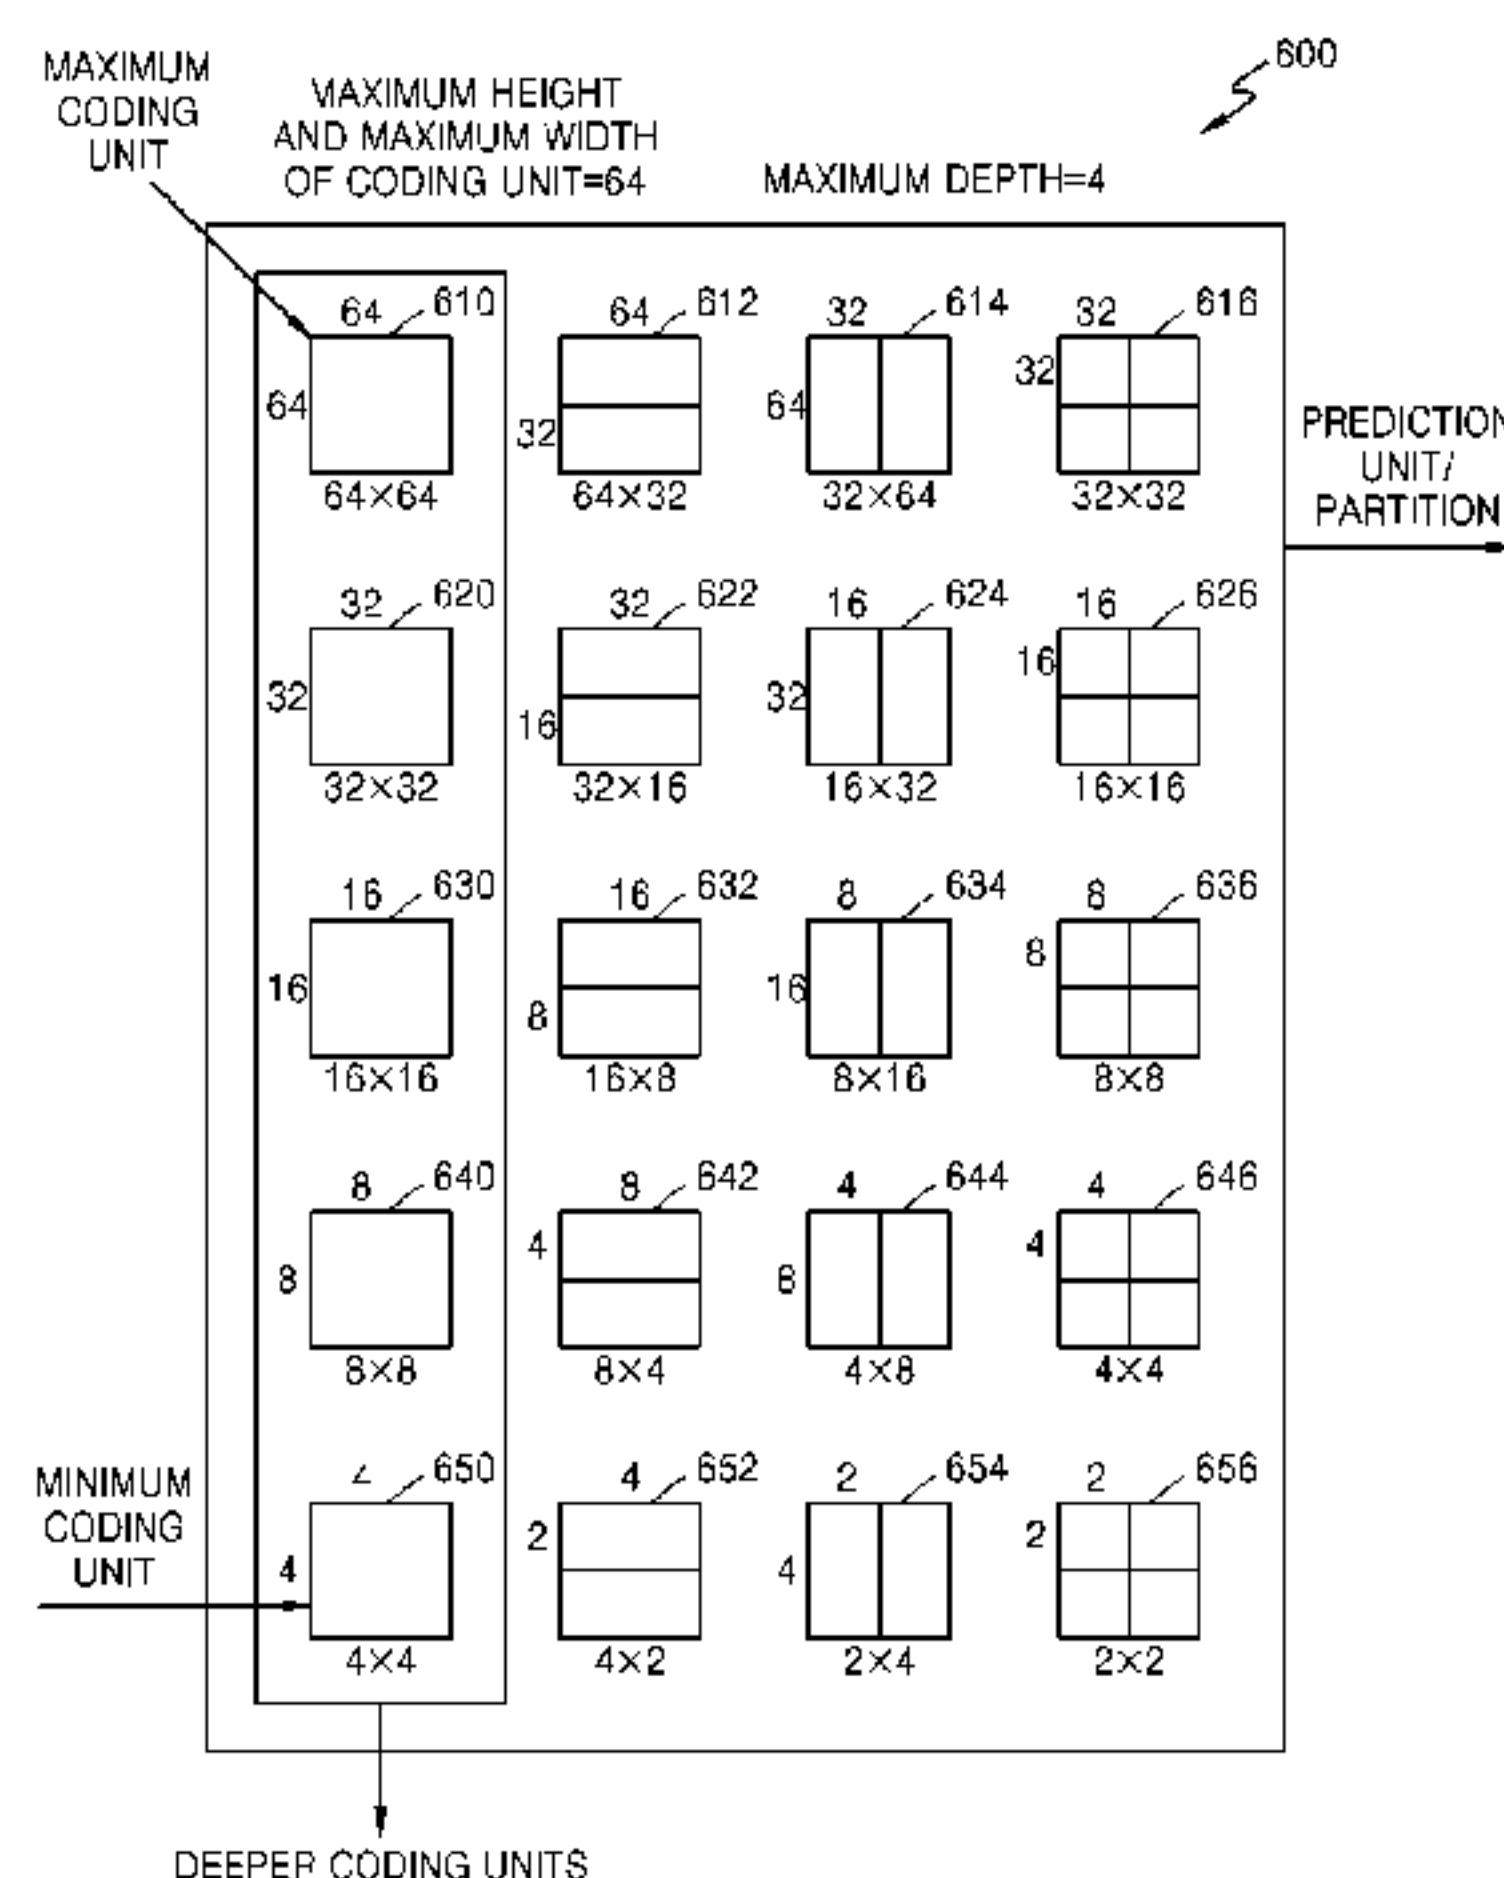 600
MAXIMUM
CODING
UNIT
MAXIMUM HEIGHT
AND MAXIMUM WIDTH
OF CODING UNIT=64
MAXIMUM DEPTH=4
64 610 64 612 32 614 32 616
64 32 64 32
64×64 64×32 32×64 32×32
PREDICTION
UNIT/
PARTITION
32 620 32 622 16 624 16 626
32 16 32 16
32×32 32×16 16×32 16×16
16 630 16 632 8 634 8 636
16 8 16 8
16×16 16×8 8×16 8×8
8 640 8 642 4 644 4 646
8 4 8 4
8×8 8×4 4×8 4×4
4 650 4 652 2 654 2 656
4 2 4 2
4×4 4×2 2×4 2×2
MINIMUM
CODING
UNIT
DEEPER CODING UNITS